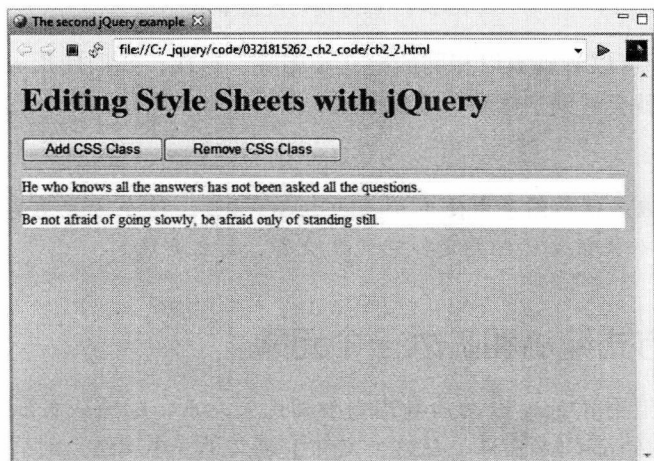 The second jQuery example
file://C:/_jquery/code/0321815262_ch2_code/ch2_2.html
Editing Style Sheets with jQuery
Add CSS Class Remove CSS Class
He who knows all the answers has not been asked all the questions.
Be not afraid of going slowly, be afraid only of standing still.